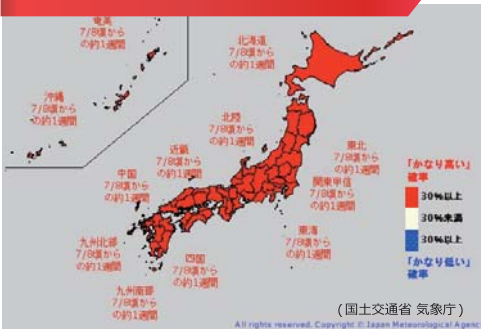 奄美
7/8頃から
の約1週間
北海道
7/8頃から
の約1週間
沖縄
7/8頃から
の約1週間
北陸
7/8頃から
の約1週間
近畿
7/8頃から
の約1週間
東北
7/8頃から
の約1週間
中国
7/8頃から
の約1週間
関東甲信
7/8頃から
の約1週間
東海
7/8頃から
の約1週間
九州北部
7/8頃から
の約1週間
四国
7/8頃から
の約1週間
九州南部
7/8頃から
の約1週間
「かなり高い」
確率
30%以上
30%未満
30%以上
「かなり低い」
確率
(国土交通省 気象庁)
All rights reserved. Copyright © Japan Meteorological Agenc